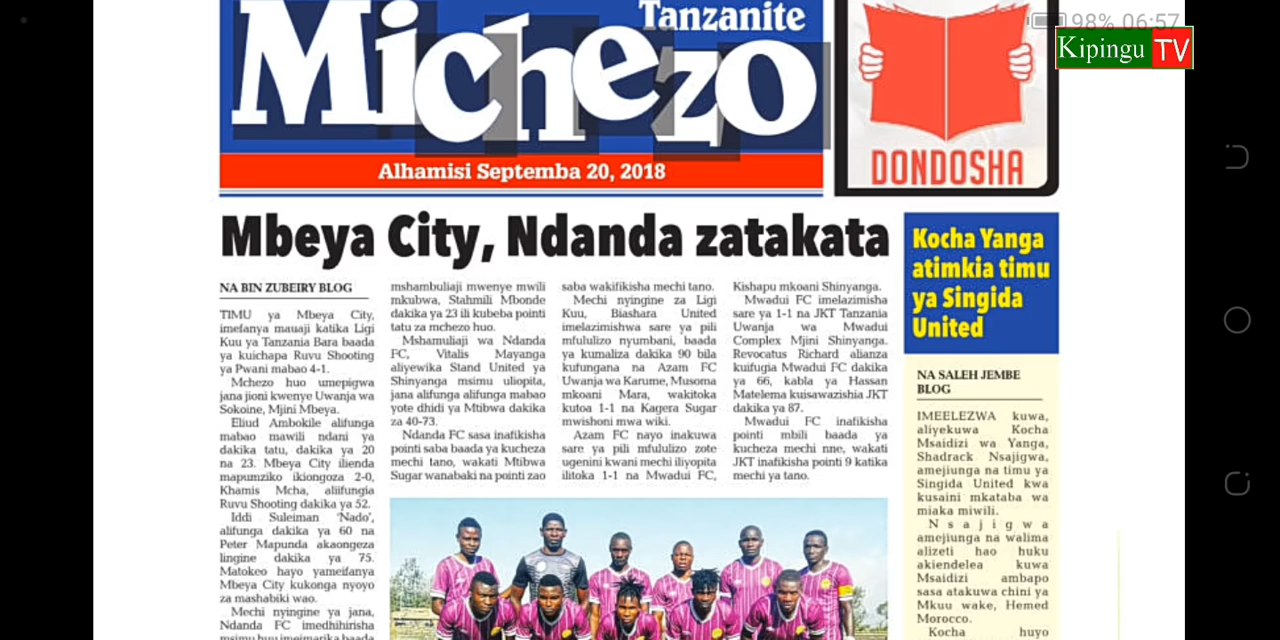 Tanzanite
Michezo
Alhamisi Septemba 20, 2018
DONDOSHA
98% 06:57
Kipingu TV
Mbeya City, Ndanda zatakata
NA BIN ZUBEIRY BLOG
TIMU ya Mbeya City,
imefanya mauaji katika Ligi
Kuu ya Tanzania Bara baada
ya kuichapa Ruvu Shooting
ya Pwani mabao 4-1.
Mchezo huo umepigwa
jana jioni kwenye Uwanja wa
Sokoine, Mjini Mbeya.
Eliud Ambokile alifunga
mabao mawili ndani ya
dakika tatu, dakika ya 20
na 23. Mbeya City ilienda
mapumziko ikiongoza 2-0,
Khamis Mcha, aliifungia
Ruvu Shooting dakika ya 52.
Iddi Suleiman 'Nado',
alifunga dakika ya 60 na
Peter Mapunda akaongeza
lingine dakika ya 75.
Matokeo hayo yameifanya
Mbeya City kukonga nyoyo
za mashabiki wao.
Mechi nyingine ya jana,
Ndanda FC imedhihirisha
msimu huu imeimarika baada
mshambuliaji mwenye mwili
mkubwa, Stahmili Mbonde
dakika ya 23 ili kubeba pointi
tatu za mchezo huo.
Mshamuliaji wa Ndanda
FC, Vitalis Mayanga
aliyewika Stand United ya
Shinyanga msimu uliopita,
jana alifunga alifunga mabao
yote dhidi ya Mtibwa dakika
za 40-73.
Ndanda FC sasa inafikisha
pointi saba baada ya kucheza
mechi tano, wakati Mtibwa
Sugar wanabaki na pointi zao
saba wakifikisha mechi tano.
Mechi nyingine za Ligi
Kuu, Biashara United
imelazimishwa sare ya pili
mfululizo nyumbani, baada
ya kumaliza dakika 90 bila
kufungana na Azam FC
Uwanja wa Karume, Musoma
mkoani Mara, wakitoka
kutoa 1-1 na Kagera Sugar
mwishoni mwa wiki.
Azam FC nayo inakuwa
sare ya pili mfululizo zote
ugenini kwani mechi iliyopita
ilitoka 1-1 na Mwadui FC,
Kishapu mkoani Shinyanga.
Mwadui FC imelazimisha
sare ya 1-1 na JKT Tanzania
Uwanja wa Mwadui
Complex Mjini Shinyanga.
Revocatus Richard alianza
kuifugia Mwadui FC dakika
ya 66, kabla ya Hassan
Matelema kuisawazishia JKT
dakika ya 87.
Mwadui FC inafikisha
pointi mbili baada ya
kucheza mechi nne, wakati
JKT inafikisha pointi 9 katika
mechi ya tano.
Kocha Yanga
atimkia timu
ya Singida
United
NA SALEH JEMBE
BLOG
IMEELEZWA kuwa,
aliyekuwa Kocha
Msaidizi wa Yanga,
Shadrack Nsajigwa,
amejiunga na timu ya
Singida United kwa
kusaini mkataba wa
miaka miwili.
Nsajigwa
amejiunga na walima
alizeti hao huku
akiendelea kuwa
Msaidizi ambapo
sasa atakuwa chini ya
Mkuu wake, Hemed
Morocco.
Kocha huyo